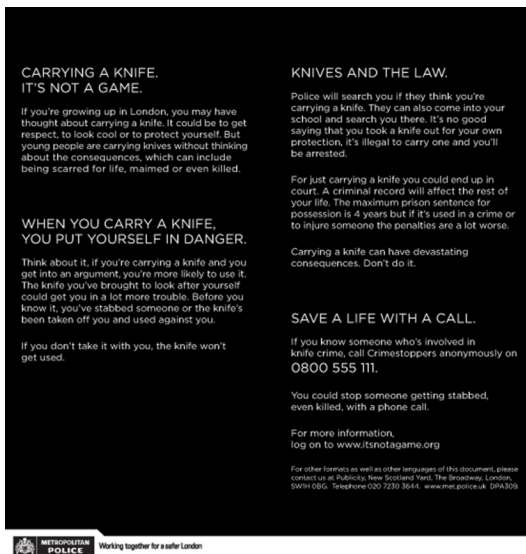 CARRYING A KNIFE.
IT'S NOT A GAME.
If you're growing up in London, you may have
thought about carrying a knife. It could be to get
respect, to look cool or to protect yourself. But
young people are carrying knives without thinking
about the consequences, which can include
being scarred for life, maimed or even killed.
WHEN YOU CARRY A KNIFE,
YOU PUT YOURSELF IN DANGER.
Think about it, if you're carrying a knife and you
get into an argument, you're more likely to use it.
The knife you've brought to look after yourself
could get you in a lot more trouble. Before you
know it, you've stabbed someone or the knife's
been taken off you and used against you.
If you don't take it with you, the knife won't
get used.
KNIVES AND THE LAW.
Police will search you if they think you're
carrying a knife. They can also come into your
school and search you there. It's no good
saying that you took a knife out for your own
protection, it's illegal to carry one and you'll
be arrested.
For just carrying a knife you could end up in
court. A criminal record will affect the rest of
your life. The maximum prison sentence for
possession is 4 years but if it's used in a crime or
to injure someone the penalties are a lot worse.
Carrying a knife can have devastating
consequences. Don't do it.
SAVE A LIFE WITH A CALL.
If you know someone who's involved in
knife crime, call Crimestoppers anonymously on
0800 555 111.
You could stop someone getting stabbed,
even killed, with a phone call.
For more information,
log on to www.itsnotagame.org
For other formats as well as other languages of this document, please
contact us at Publicity, New Scotland Yard, The Broadway, London,
SW1H 0BG. Telephone 020 7230 3644. www.met.police.uk DPA309.
METROPOLITAN
POLICE
Working together for a safer London